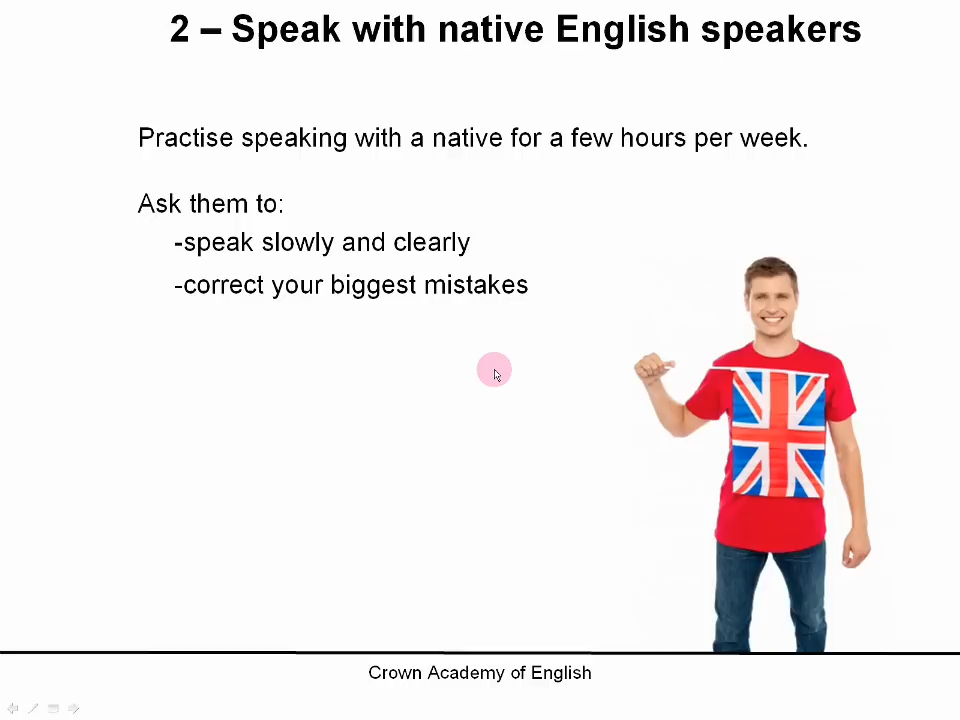 2 – Speak with native English speakers
Practise speaking with a native for a few hours per week.
Ask them to:
-speak slowly and clearly
-correct your biggest mistakes
Crown Academy of English